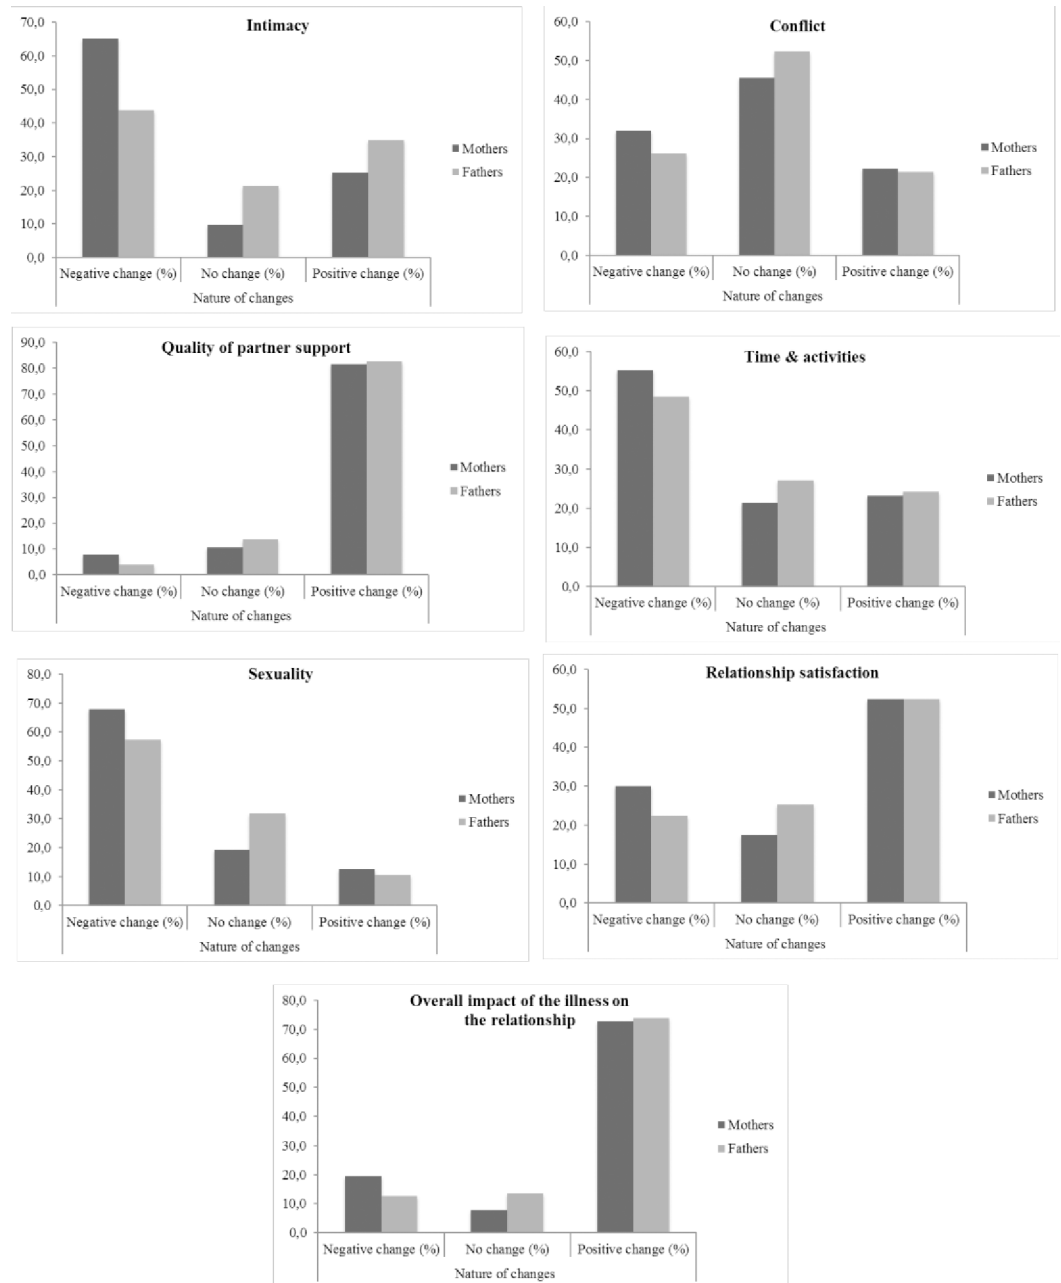 Intimacy
70,0
60,0
50,0
40,0
30,0
20,0
10,0
0,0
Mothers
Fathers
Negative change (%) No change (%) Positive change (%)
Nature of changes
Conflict
60,0
50,0
40,0
30,0
20,0
10,0
0,0
Mothers
Fathers
Negative change (%) No change (%) Positive change (%)
Nature of changes
Quality of partner support
90,0
80,0
70,0
60,0
50,0
40,0
30,0
20,0
10,0
0,0
Mothers
Fathers
Negative change (%) No change (%) Positive change (%)
Nature of changes
Time & activities
60,0
50,0
40,0
30,0
20,0
10,0
0,0
Mothers
Fathers
Negative change (%) No change (%) Positive change (%)
Nature of changes
Sexuality
80,0
70,0
60,0
50,0
40,0
30,0
20,0
10,0
0,0
Mothers
Fathers
Negative change (%) No change (%) Positive change (%)
Nature of changes
Relationship satisfaction
60,0
50,0
40,0
30,0
20,0
10,0
0,0
Mothers
Fathers
Negative change (%) No change (%) Positive change (%)
Nature of changes
Overall impact of the illness on
the relationship
80,0
70,0
60,0
50,0
40,0
30,0
20,0
10,0
0,0
Mothers
Fathers
Negative change (%) No change (%) Positive change (%)
Nature of changes